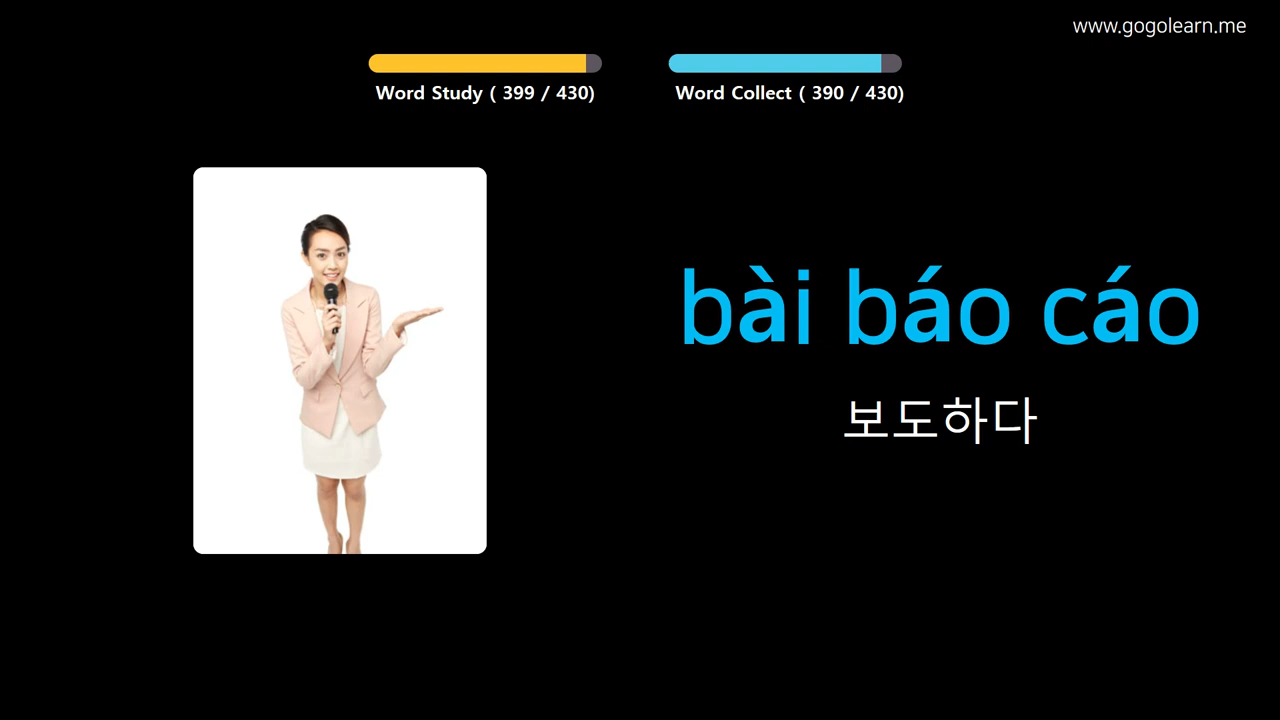 www.gogolearn.me
Word Study ( 399 / 430)
Word Collect ( 390 / 430)
bài báo cáo
보도하다